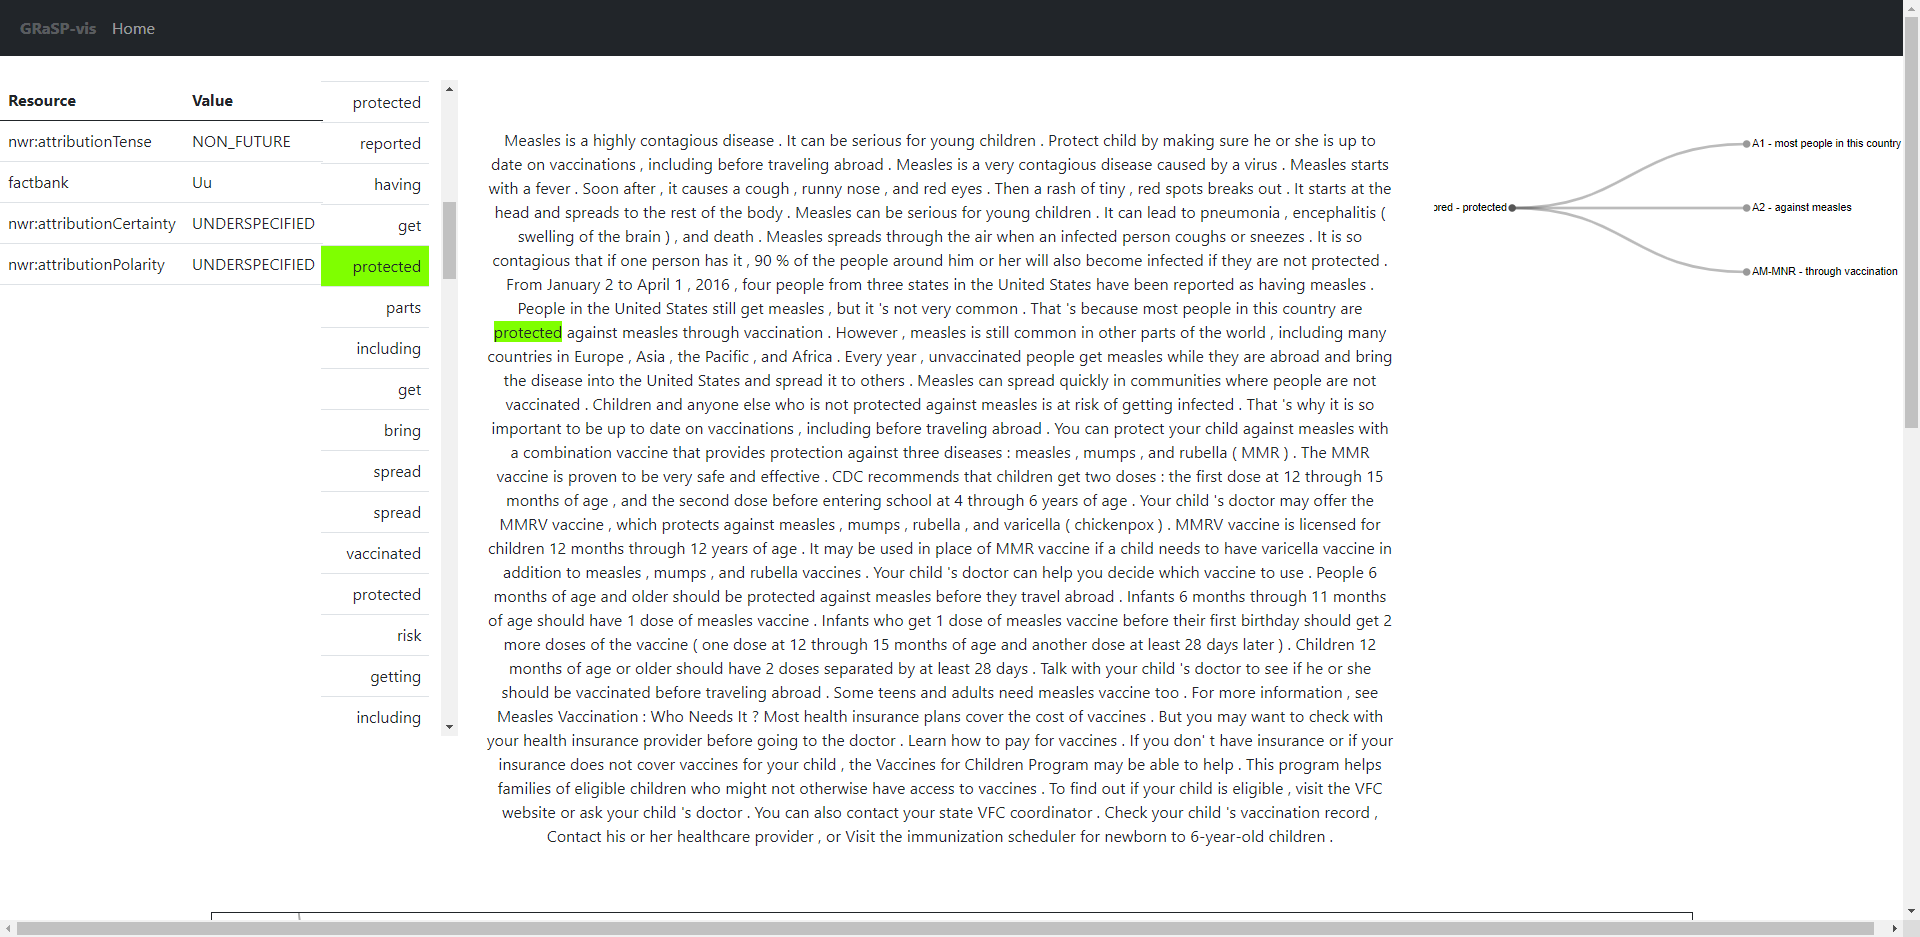 GRaSP-vis Home
Resource Value
nwr:attributionTense NON_FUTURE
factbank Uu
nwr:attributionCertainty UNDERSPECIFIED
nwr:attributionPolarity UNDERSPECIFIED
protected
reported
having
get
protected
parts
including
get
bring
spread
spread
vaccinated
protected
risk
getting
including
Measles is a highly contagious disease . It can be serious for young children . Protect child by making sure he or she is up to
date on vaccinations , including before traveling abroad . Measles is a very contagious disease caused by a virus . Measles starts
with a fever . Soon after , it causes a cough , runny nose , and red eyes . Then a rash of tiny , red spots breaks out . It starts at the
head and spreads to the rest of the body . Measles can be serious for young children . It can lead to pneumonia , encephalitis (
swelling of the brain ) , and death . Measles spreads through the air when an infected person coughs or sneezes . It is so
contagious that if one person has it , 90 % of the people around him or her will also become infected if they are not protected .
From January 2 to April 1 , 2016 , four people from three states in the United States have been reported as having measles .
People in the United States still get measles , but it 's not very common . That 's because most people in this country are
protected against measles through vaccination . However , measles is still common in other parts of the world , including many
countries in Europe , Asia , the Pacific , and Africa . Every year , unvaccinated people get measles while they are abroad and bring
the disease into the United States and spread it to others . Measles can spread quickly in communities where people are not
vaccinated . Children and anyone else who is not protected against measles is at risk of getting infected . That 's why it is so
important to be up to date on vaccinations , including before traveling abroad . You can protect your child against measles with
a combination vaccine that provides protection against three diseases : measles , mumps , and rubella ( MMR ) . The MMR
vaccine is proven to be very safe and effective . CDC recommends that children get two doses : the first dose at 12 through 15
months of age , and the second dose before entering school at 4 through 6 years of age . Your child 's doctor may offer the
MMRV vaccine , which protects against measles , mumps , rubella , and varicella ( chickenpox ) . MMRV vaccine is licensed for
children 12 months through 12 years of age . It may be used in place of MMR vaccine if a child needs to have varicella vaccine in
addition to measles , mumps , and rubella vaccines . Your child 's doctor can help you decide which vaccine to use . People 6
months of age and older should be protected against measles before they travel abroad . Infants 6 months through 11 months
of age should have 1 dose of measles vaccine . Infants who get 1 dose of measles vaccine before their first birthday should get 2
more doses of the vaccine ( one dose at 12 through 15 months of age and another dose at least 28 days later ) . Children 12
months of age or older should have 2 doses separated by at least 28 days . Talk with your child 's doctor to see if he or she
should be vaccinated before traveling abroad . Some teens and adults need measles vaccine too . For more information , see
Measles Vaccination : Who Needs It ? Most health insurance plans cover the cost of vaccines . But you may want to check with
your health insurance provider before going to the doctor . Learn how to pay for vaccines . If you don' t have insurance or if your
insurance does not cover vaccines for your child , the Vaccines for Children Program may be able to help . This program helps
families of eligible children who might not otherwise have access to vaccines . To find out if your child is eligible , visit the VFC
website or ask your child 's doctor . You can also contact your state VFC coordinator . Check your child 's vaccination record ,
Contact his or her healthcare provider , or Visit the immunization scheduler for newborn to 6-year-old children .
pred - protected
A1 - most people in this country
A2 - against measles
AM-MNR - through vaccination